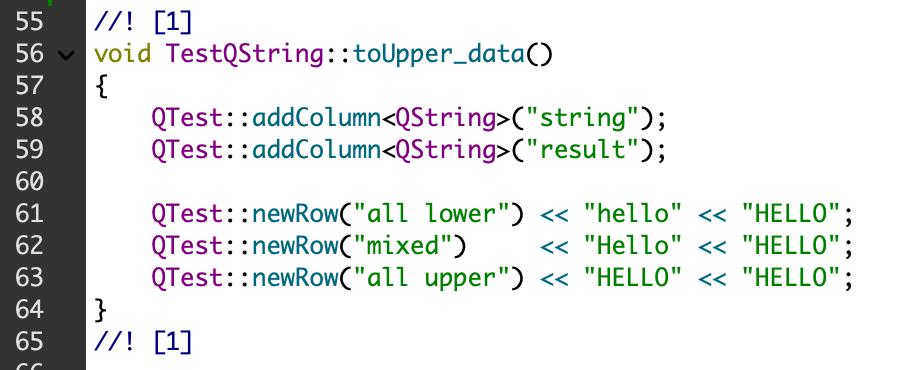 55 //! [1]
56 void TestQString::toUpper_data()
57 {
58     QTest::addColumn<QString>("string");
59     QTest::addColumn<QString>("result");
60
61     QTest::newRow("all lower") << "hello" << "HELLO";
62     QTest::newRow("mixed")     << "Hello" << "HELLO";
63     QTest::newRow("all upper") << "HELLO" << "HELLO";
64 }
65 //! [1]